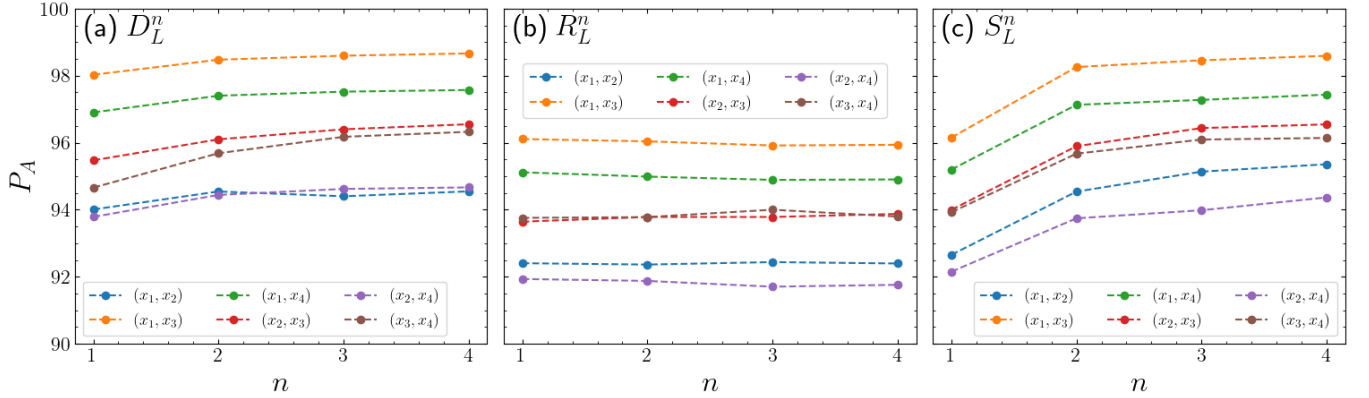 (a) $D_L^n$
(b) $R_L^n$
(c) $S_L^n$
$P_A$
100
98
96
94
92
90
$(x_1, x_2)$ $(x_1, x_4)$ $(x_2, x_4)$
$(x_1, x_3)$ $(x_2, x_3)$ $(x_3, x_4)$
$(x_1, x_2)$ $(x_1, x_4)$ $(x_2, x_4)$
$(x_1, x_3)$ $(x_2, x_3)$ $(x_3, x_4)$
$(x_1, x_2)$ $(x_1, x_4)$ $(x_2, x_4)$
$(x_1, x_3)$ $(x_2, x_3)$ $(x_3, x_4)$
1 2 3 4
1 2 3 4
1 2 3 4
$n$
$n$
$n$